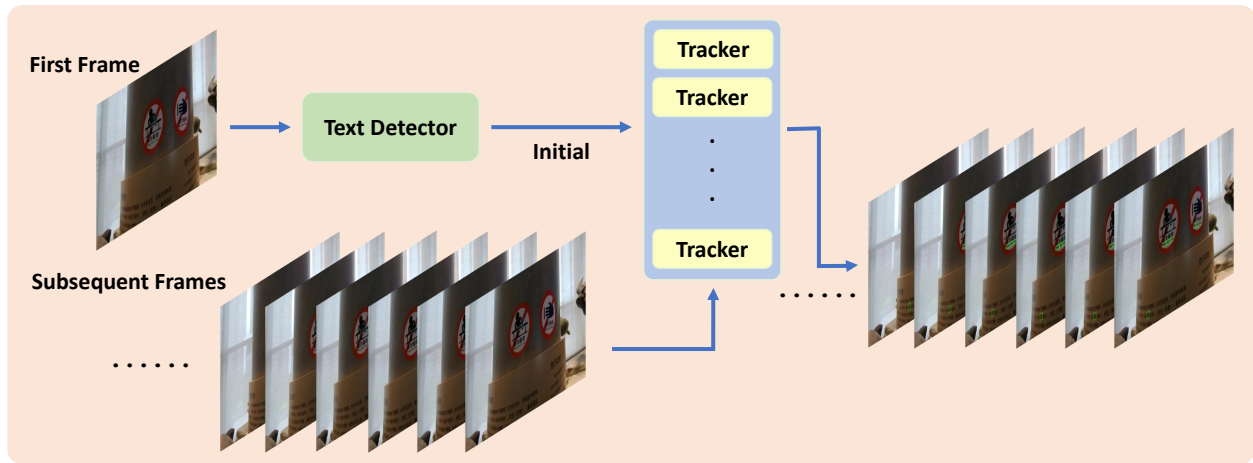 First Frame
Text Detector
Initial
Tracker
Tracker
Tracker
Subsequent Frames